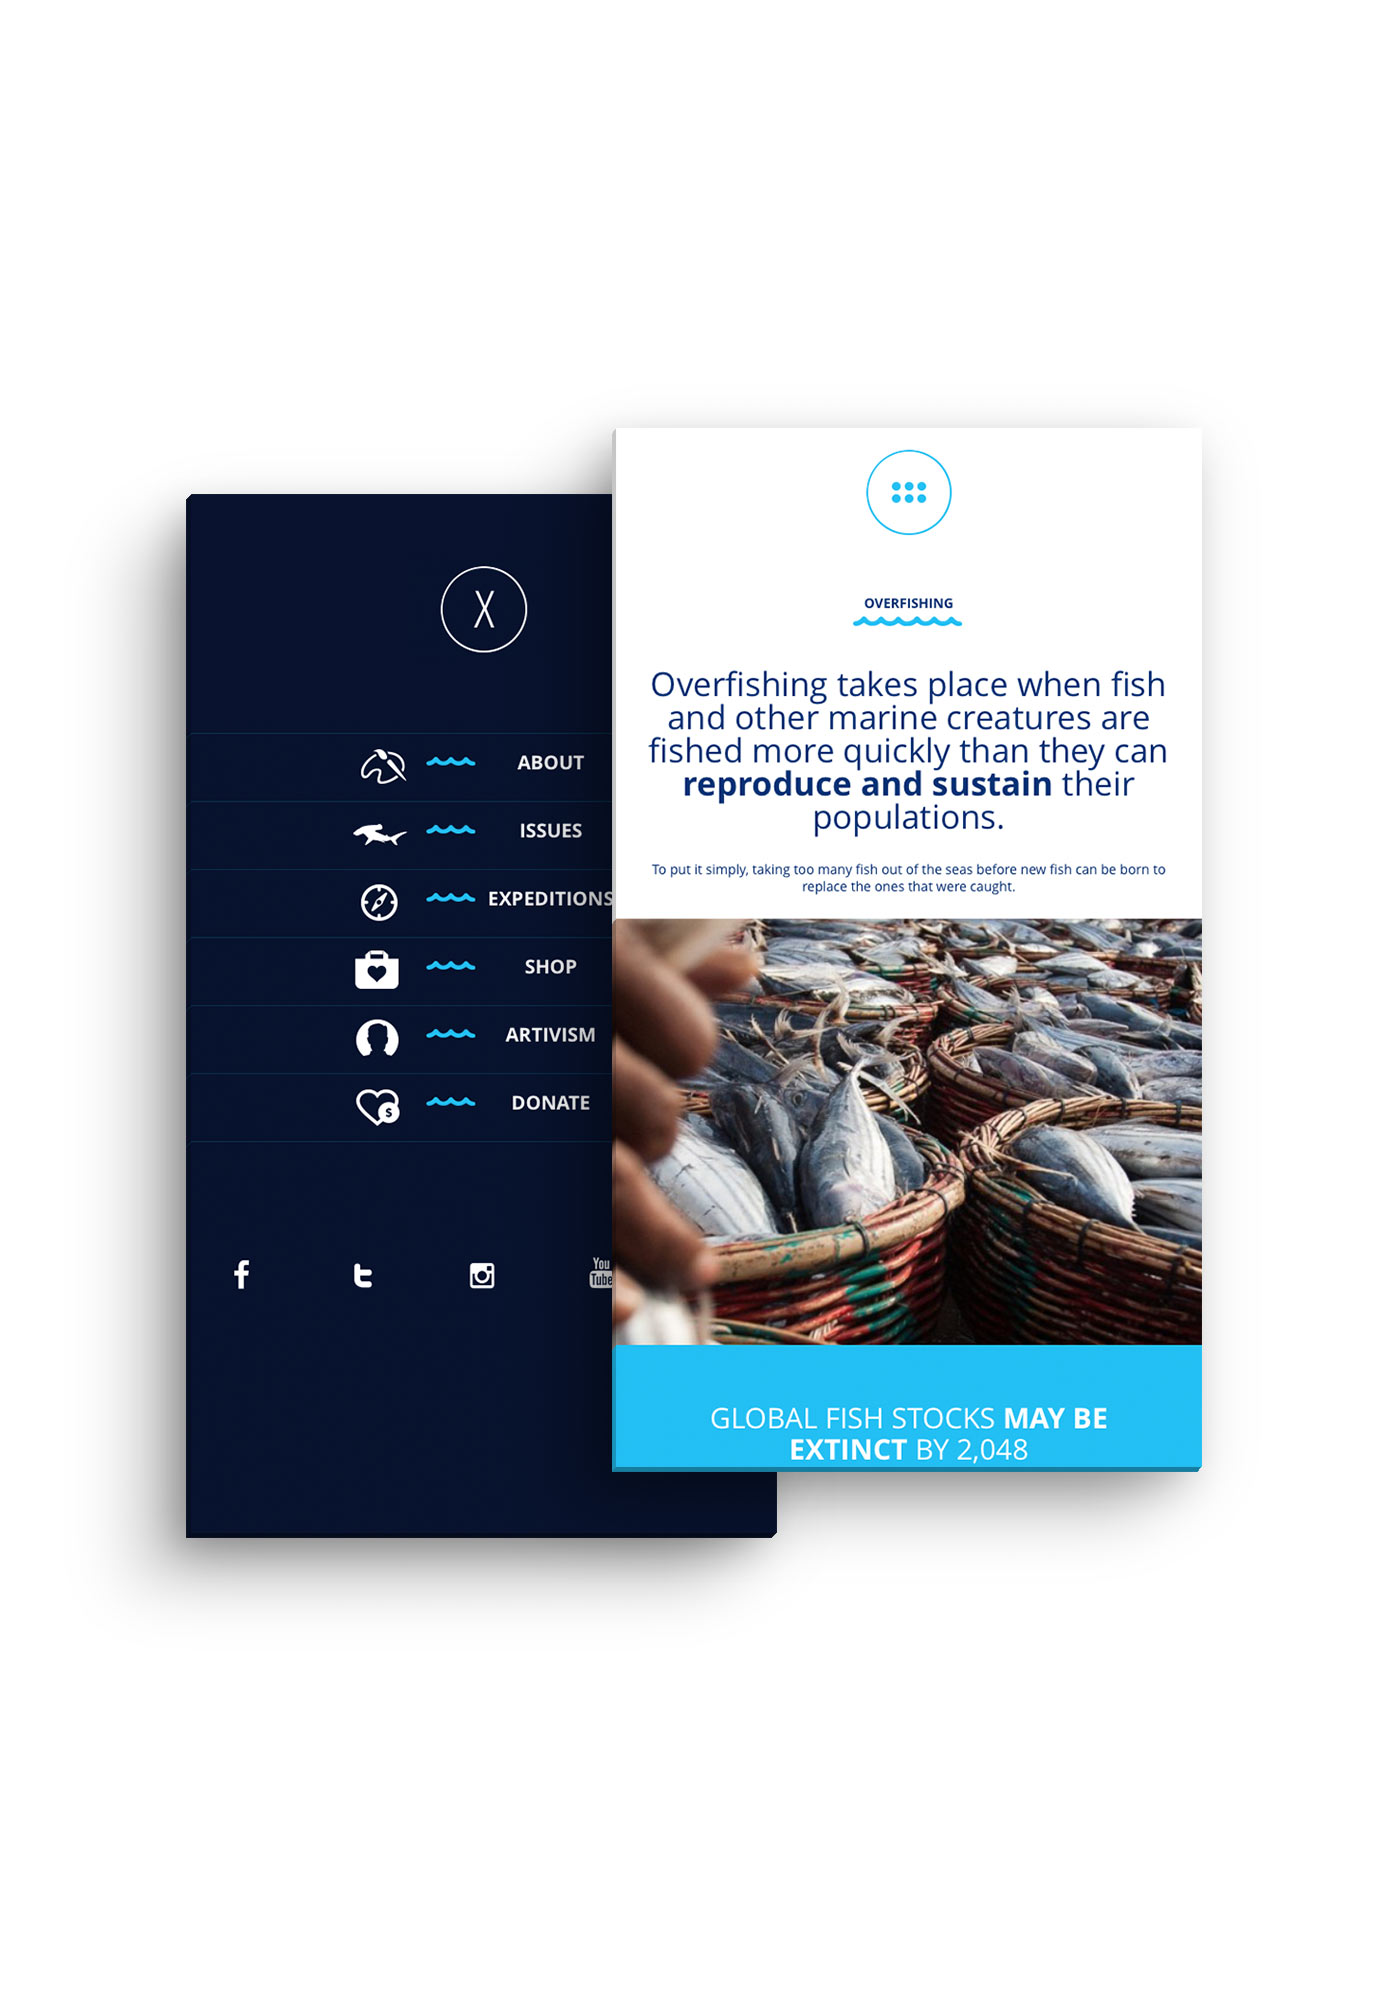 X
ABOUT
ISSUES
EXPEDITIONS
SHOP
ARTIVISM
$
DONATE
f
t
You
Tube
OVERFISHING
Overfishing takes place when fish
and other marine creatures are
fished more quickly than they can
reproduce and sustain their
populations.
To put it simply, taking too many fish out of the seas before new fish can be born to
replace the ones that were caught.
GLOBAL FISH STOCKS MAY BE
EXTINCT BY 2,048